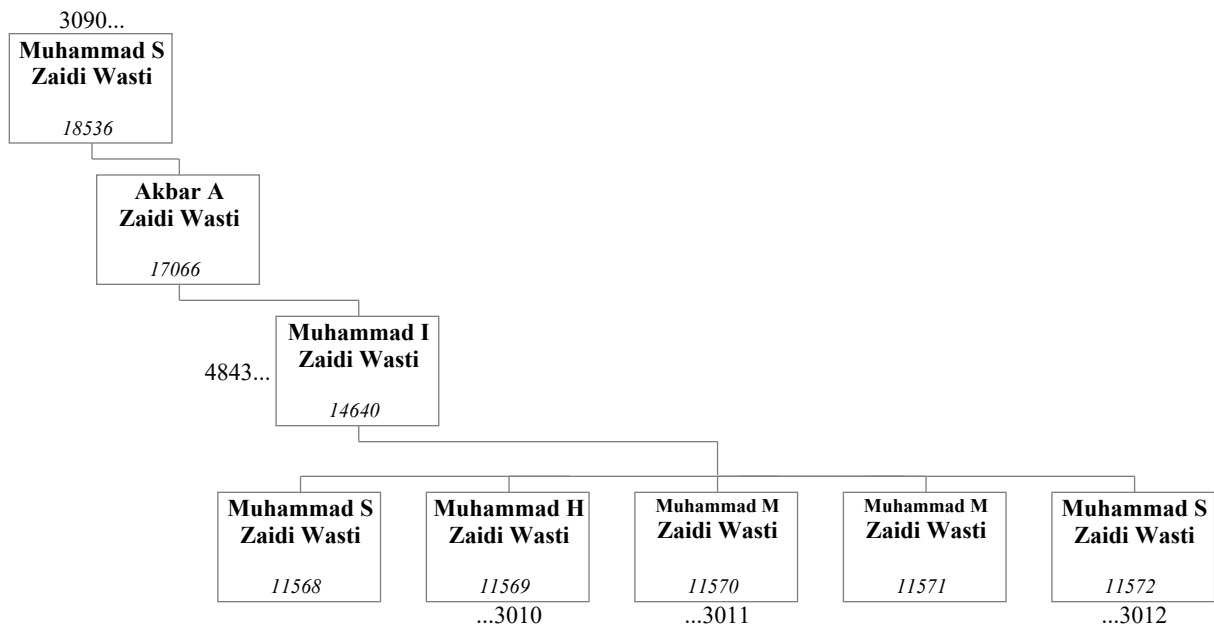 3090...
Muhammad S
Zaidi Wasti
18536
Akbar A
Zaidi Wasti
17066
Muhammad I
Zaidi Wasti
4843...
14640
Muhammad S
Zaidi Wasti
11568
Muhammad H
Zaidi Wasti
11569
...3010
Muhammad M
Zaidi Wasti
11570
...3011
Muhammad M
Zaidi Wasti
11571
Muhammad S
Zaidi Wasti
11572
...3012